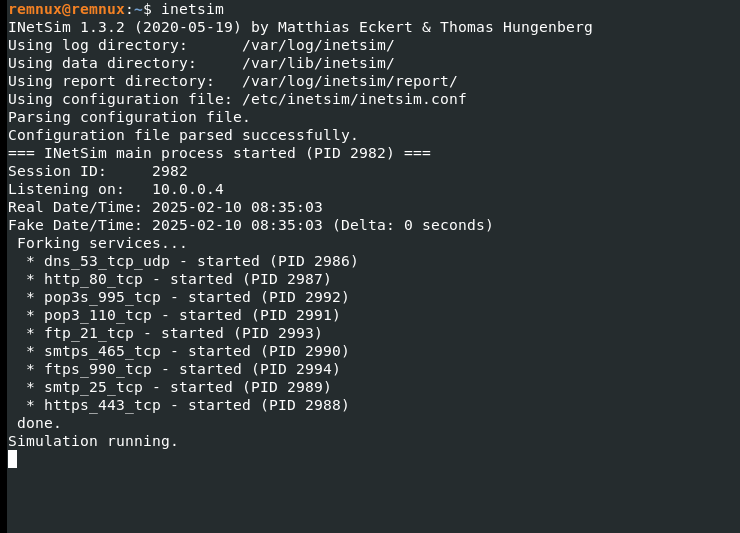 remnux@remnux:~$ inetsim
INetSim 1.3.2 (2020-05-19) by Matthias Eckert & Thomas Hungenberg
Using log directory:      /var/log/inetsim/
Using data directory:     /var/lib/inetsim/
Using report directory:   /var/log/inetsim/report/
Using configuration file: /etc/inetsim/inetsim.conf
Parsing configuration file.
Configuration file parsed successfully.
=== INetSim main process started (PID 2982) ===
Session ID:     2982
Listening on:   10.0.0.4
Real Date/Time: 2025-02-10 08:35:03
Fake Date/Time: 2025-02-10 08:35:03 (Delta: 0 seconds)
 Forking services...
  * dns_53_tcp_udp - started (PID 2986)
  * http_80_tcp - started (PID 2987)
  * pop3s_995_tcp - started (PID 2992)
  * pop3_110_tcp - started (PID 2991)
  * ftp_21_tcp - started (PID 2993)
  * smtps_465_tcp - started (PID 2990)
  * ftps_990_tcp - started (PID 2994)
  * smtp_25_tcp - started (PID 2989)
  * https_443_tcp - started (PID 2988)
 done.
Simulation running.